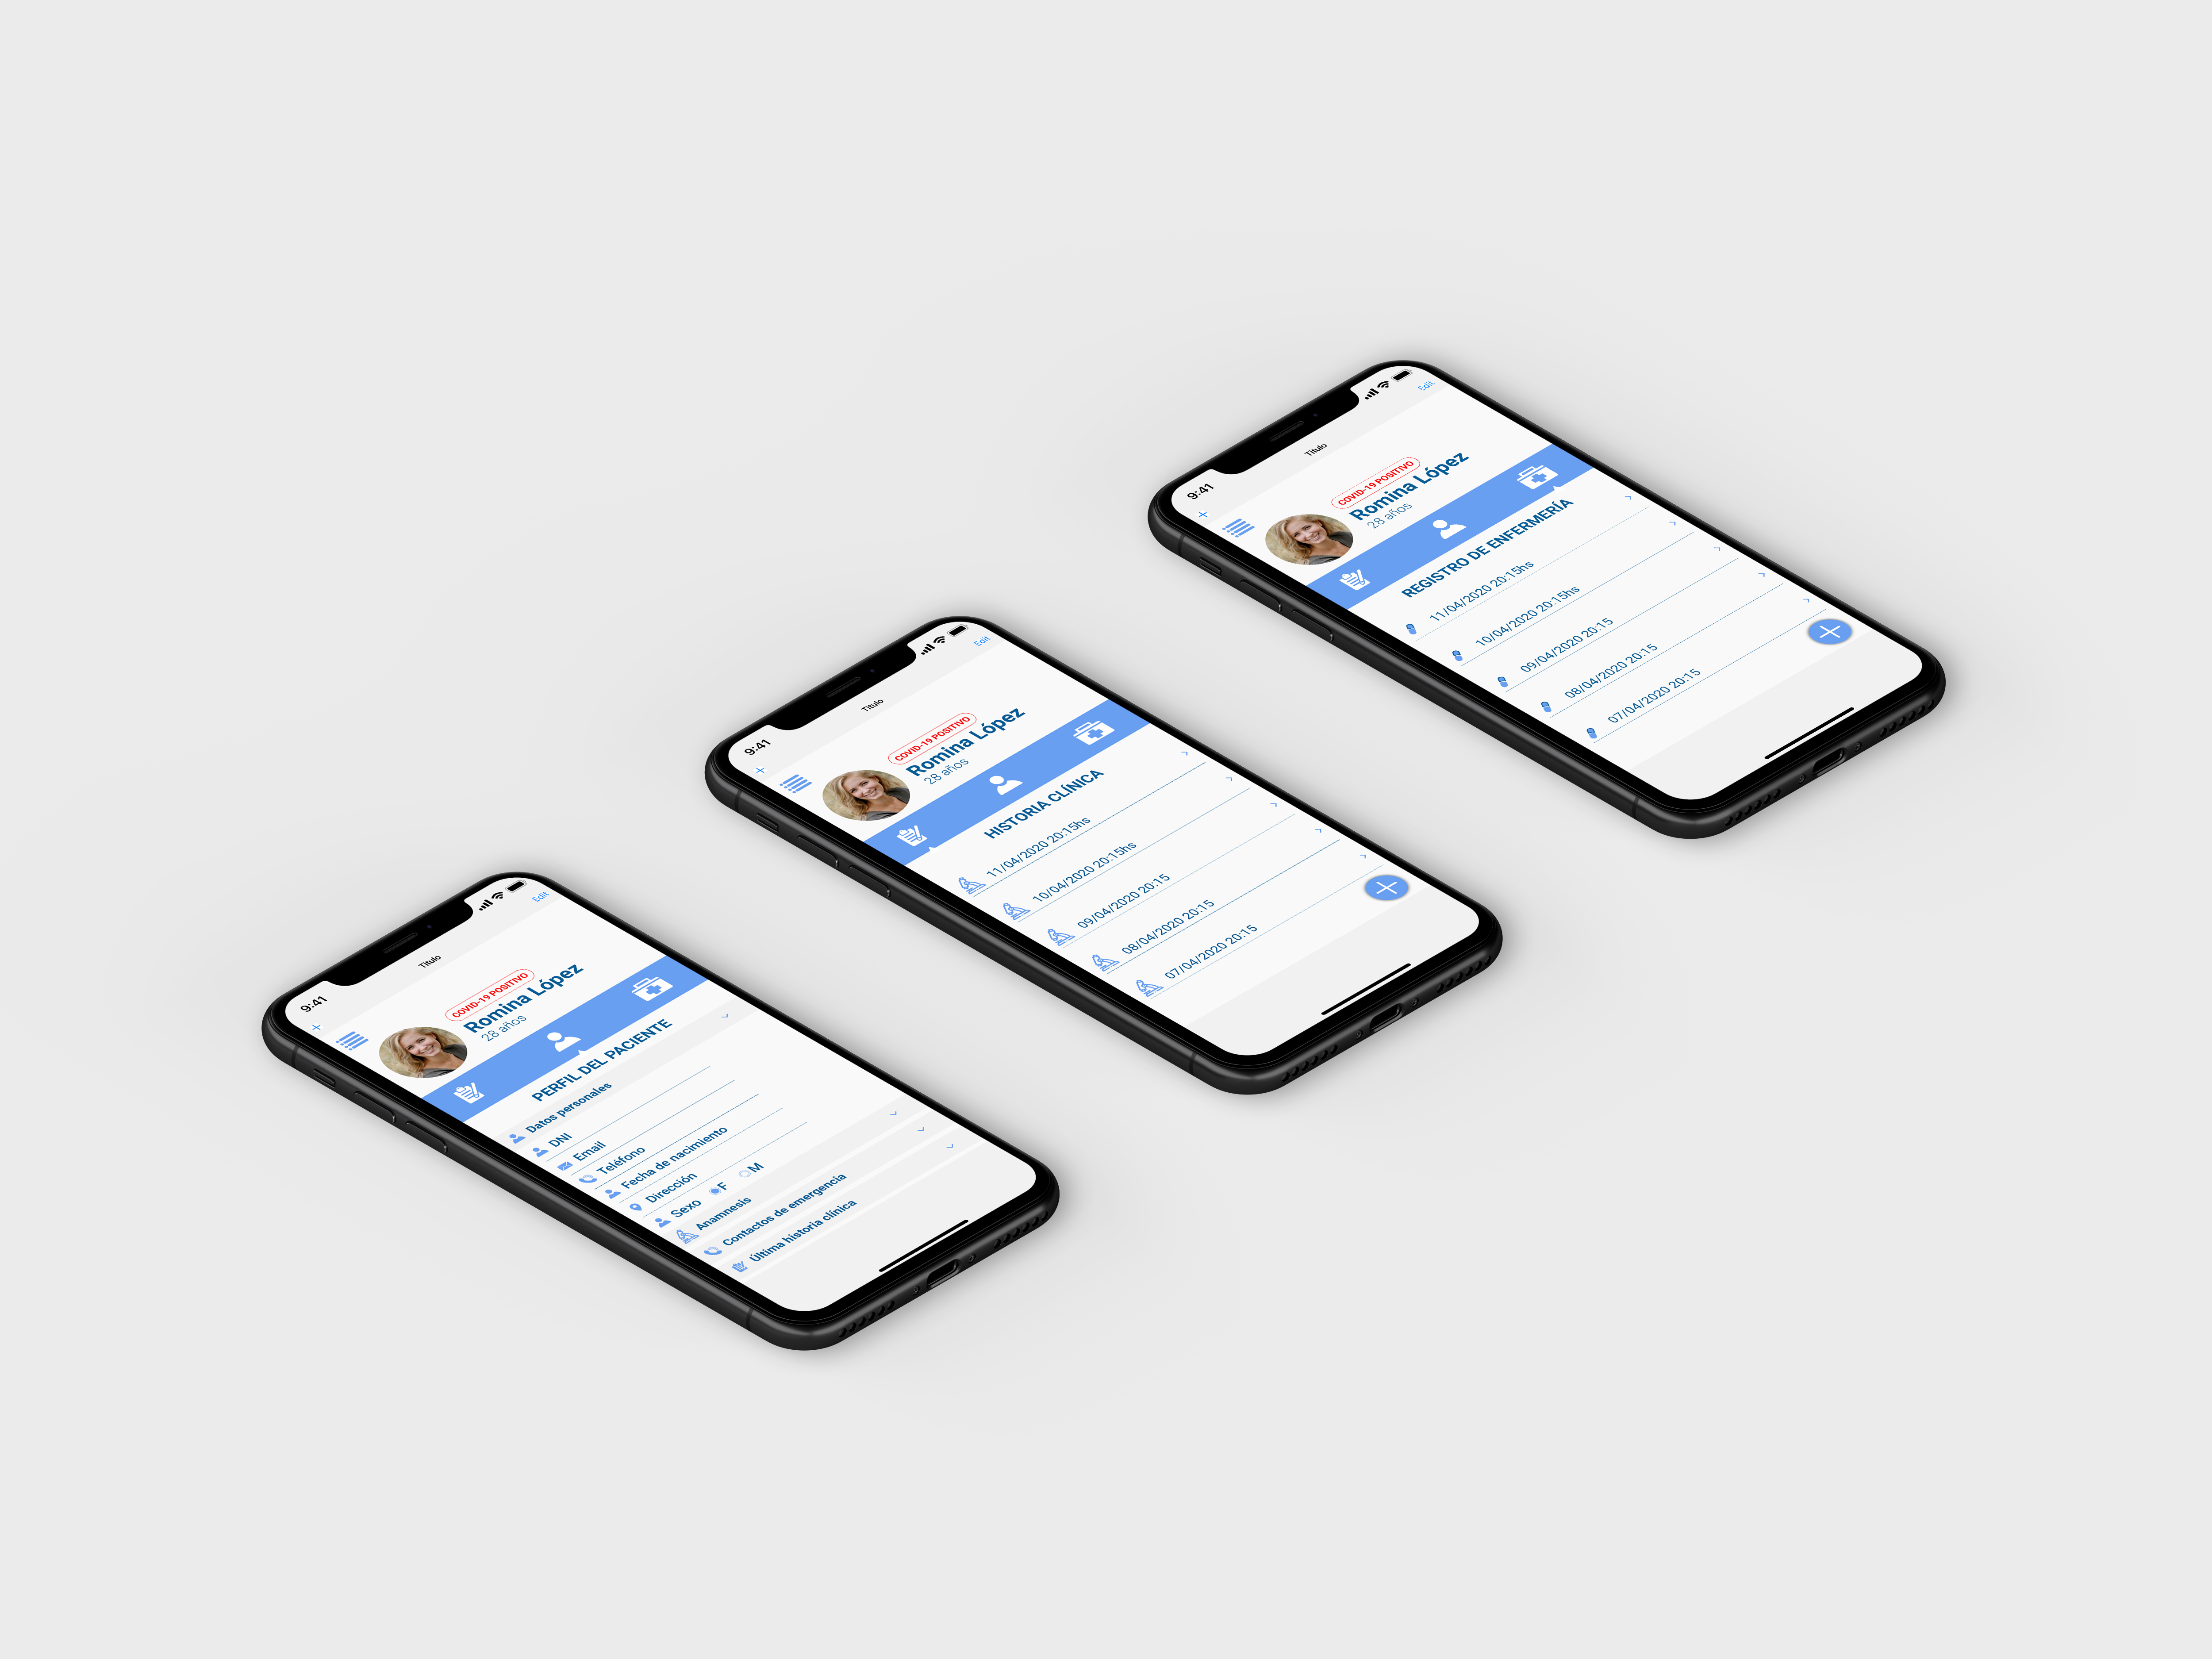 9:41
Edit
Titulo
COVID-19 POSITIVO
Romina López
28 años
PERFIL DEL PACIENTE
Datos personales
DNI
Email
Teléfono
Fecha de nacimiento
Dirección
Sexo F M
Anamnesis
Contactos de emergencia
Última historia clínica
9:41
Edit
Titulo
COVID-19 POSITIVO
Romina López
28 años
HISTORIA CLÍNICA
11/04/2020 20:15hs
10/04/2020 20:15hs
09/04/2020 20:15
08/04/2020 20:15
07/04/2020 20:15
9:41
Edit
Titulo
COVID-19 POSITIVO
Romina López
28 años
REGISTRO DE ENFERMERÍA
11/04/2020 20:15hs
10/04/2020 20:15hs
09/04/2020 20:15
08/04/2020 20:15
07/04/2020 20:15